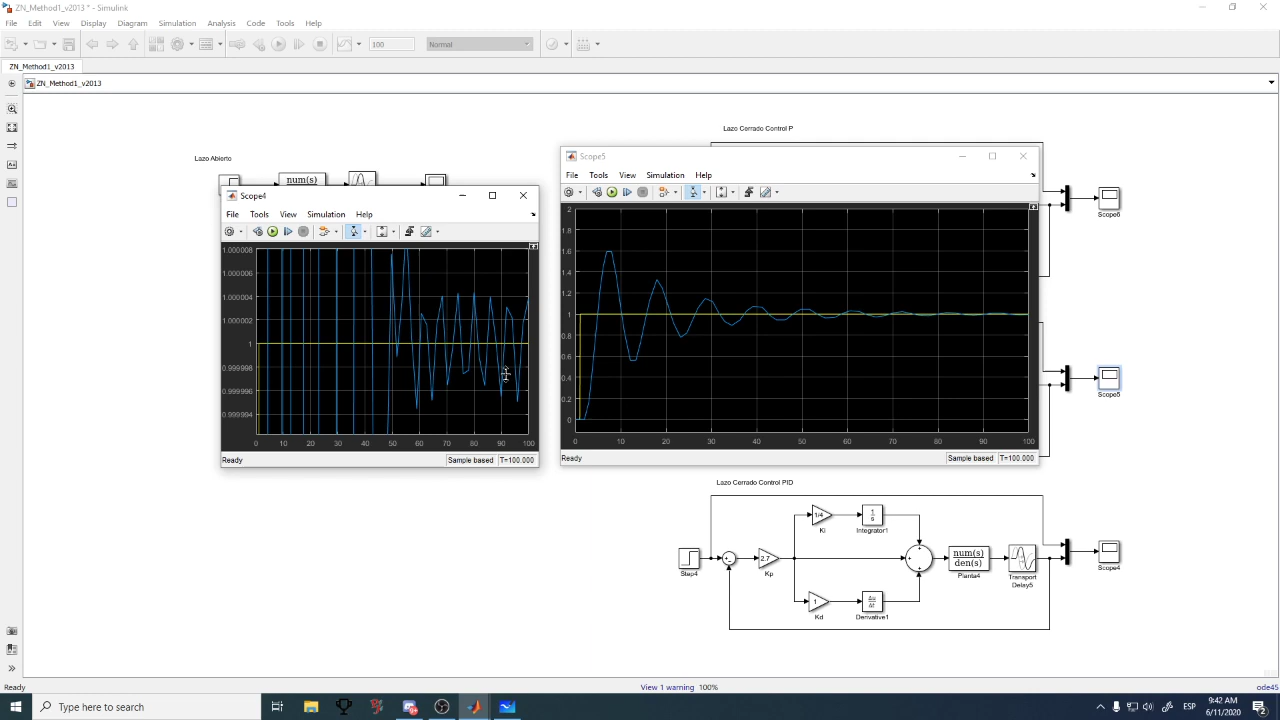 ZN_Method1_v2013 * - Simulink
File Edit View Display Diagram Simulation Analysis Code Tools Help
100 Normal
ZN_Method1_v2013
ZN_Method1_v2013
Lazo Cerrado Control P
Lazo Abierto
num(s)
Scope4
File Tools View Simulation Help
1.000008
1.000006
1.000004
1.000002
1
0.999998
0.999996
0.999994
0 10 20 30 40 50 60 70 80 90 100
Ready Sample based T=100.000
Scope5
File Tools View Simulation Help
2
1.8
1.6
1.4
1.2
1
0.8
0.6
0.4
0.2
0
0 10 20 30 40 50 60 70 80 90 100
Ready Sample based T=100.000
Scope6
Scope5
Lazo Cerrado Control PID
Step4
2.7
Kp
1/4
Ki
1
s
Integrator1
1
Kd
Δu
Δt
Derivative1
num(s)
den(s)
Planta4
Transport
Delay5
Scope4
Ready View 1 warning 100% ode45
Type here to search
ESP
9:42 AM
6/11/2020
2